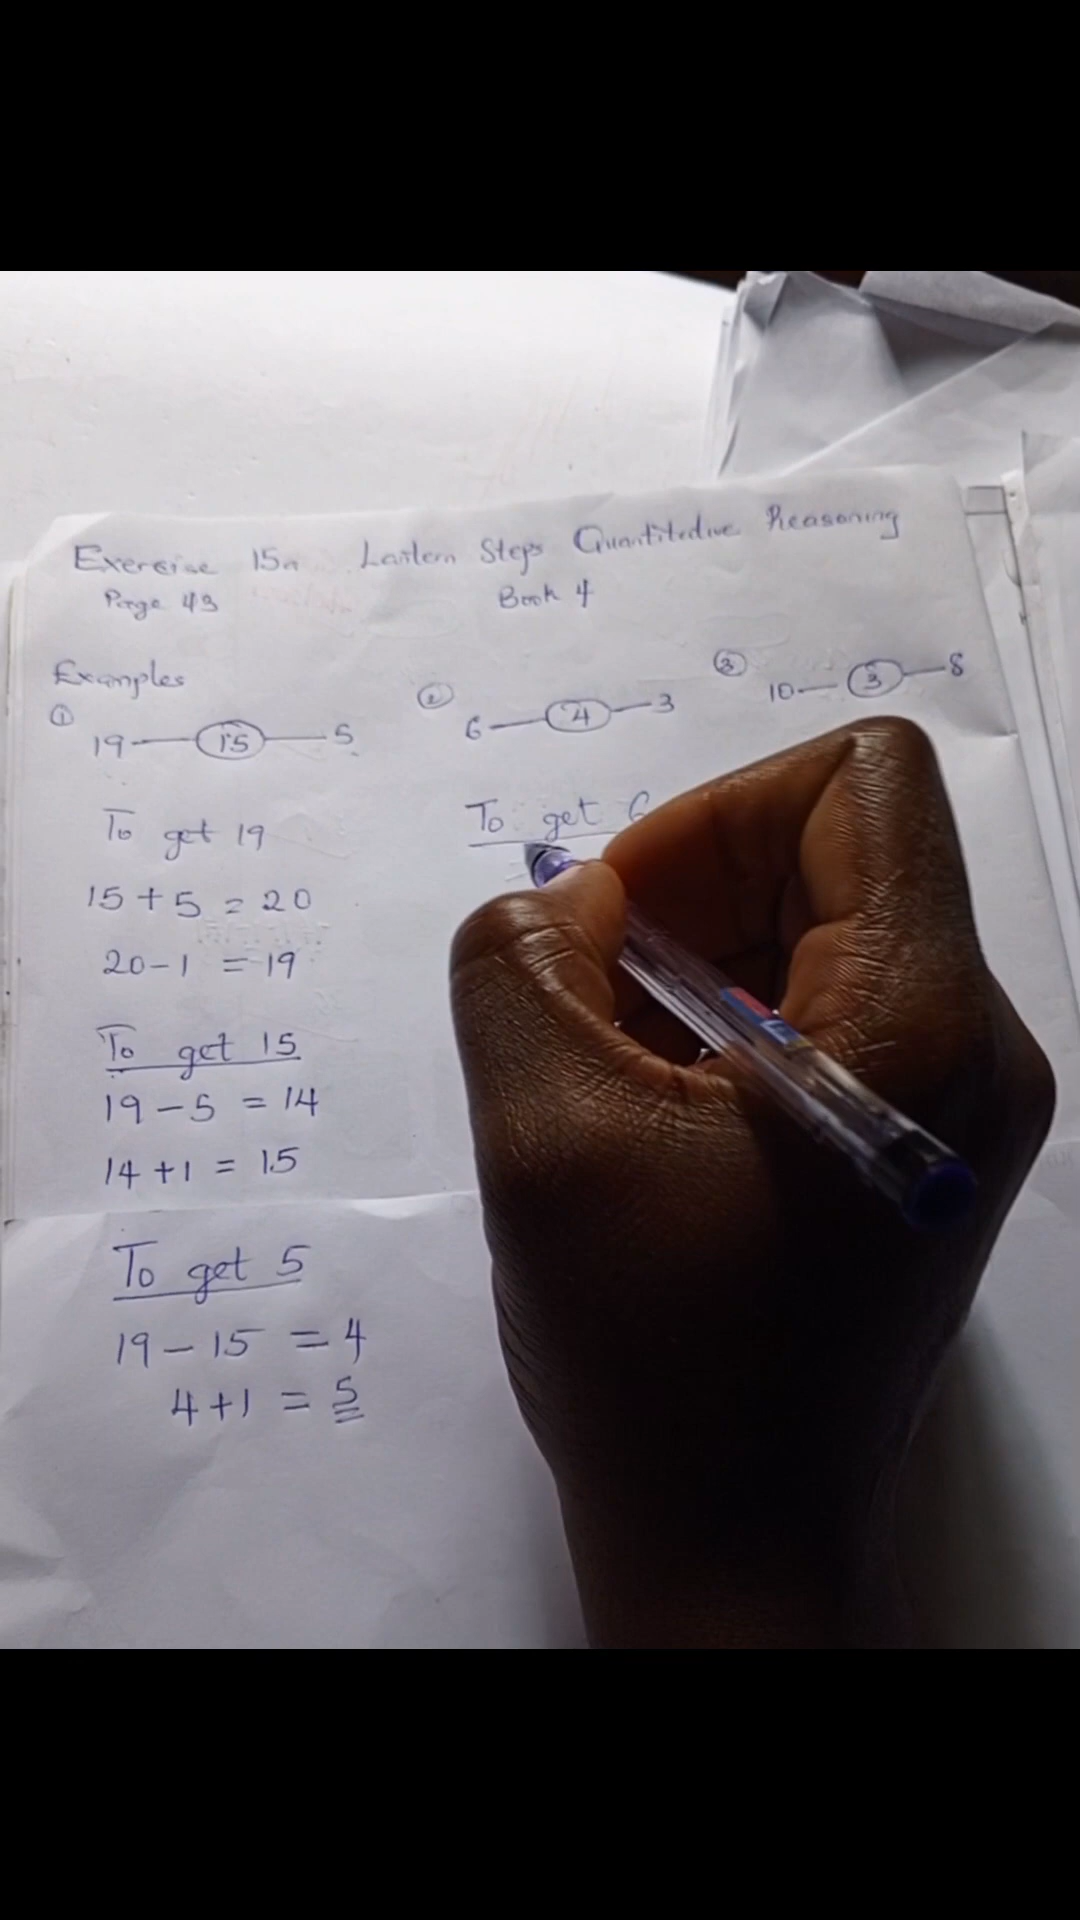 Exercise 15a Lantern Steps Quantitative Reasoning
Page 43 Book 4
Examples
① 19 — 15 — 5
② 6 — 4 — 3
③ 10 — 3 — 8
To get 19
15 + 5 = 20
20 - 1 = 19
To get 15
19 - 5 = 14
14 + 1 = 15
To get 5
19 - 15 = 4
4 + 1 = 5
To get 6